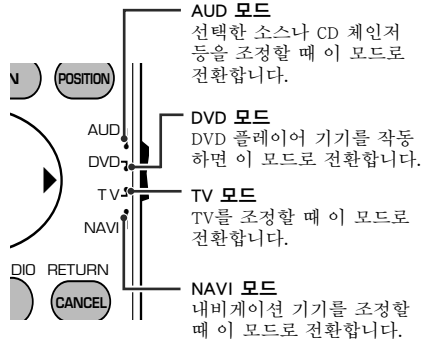 AUD 모드
선택한 소스나 CD 체인저
등을 조정할 때 이 모드로
전환합니다.
POSITION
AUD
DVD 모드
DVD 플레이어 기기를 작동
하면 이 모드로 전환합니다.
DVD
TV
TV 모드
TV를 조정할 때 이 모드로
전환합니다.
NAVI
DIO RETURN
CANCEL
NAVI 모드
내비게이션 기기를 조정할
때 이 모드로 전환합니다.